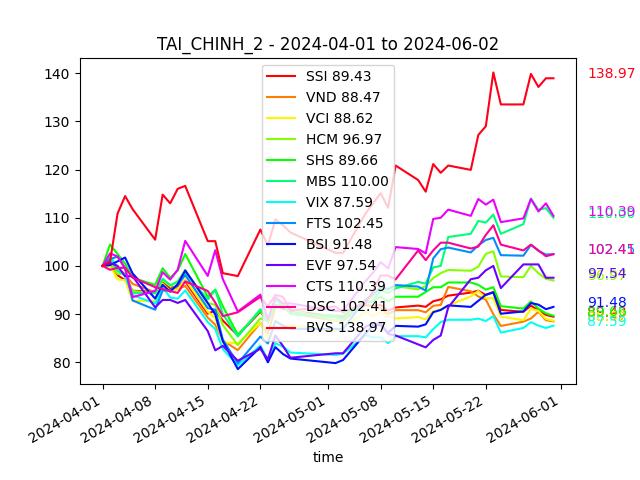 TAI_CHINH_2 - 2024-04-01 to 2024-06-02
140
130
120
110
100
90
80
SSI 89.43
VND 88.47
VCI 88.62
HCM 96.97
SHS 89.66
MBS 110.00
VIX 87.59
FTS 102.45
BSI 91.48
EVF 97.54
CTS 110.39
DSC 102.41
BVS 138.97
138.97
110.39
102.41
97.54
91.48
87.59
2024-04-01
2024-04-08
2024-04-15
2024-04-22
2024-05-01
2024-05-08
2024-05-15
2024-05-22
2024-06-01
time